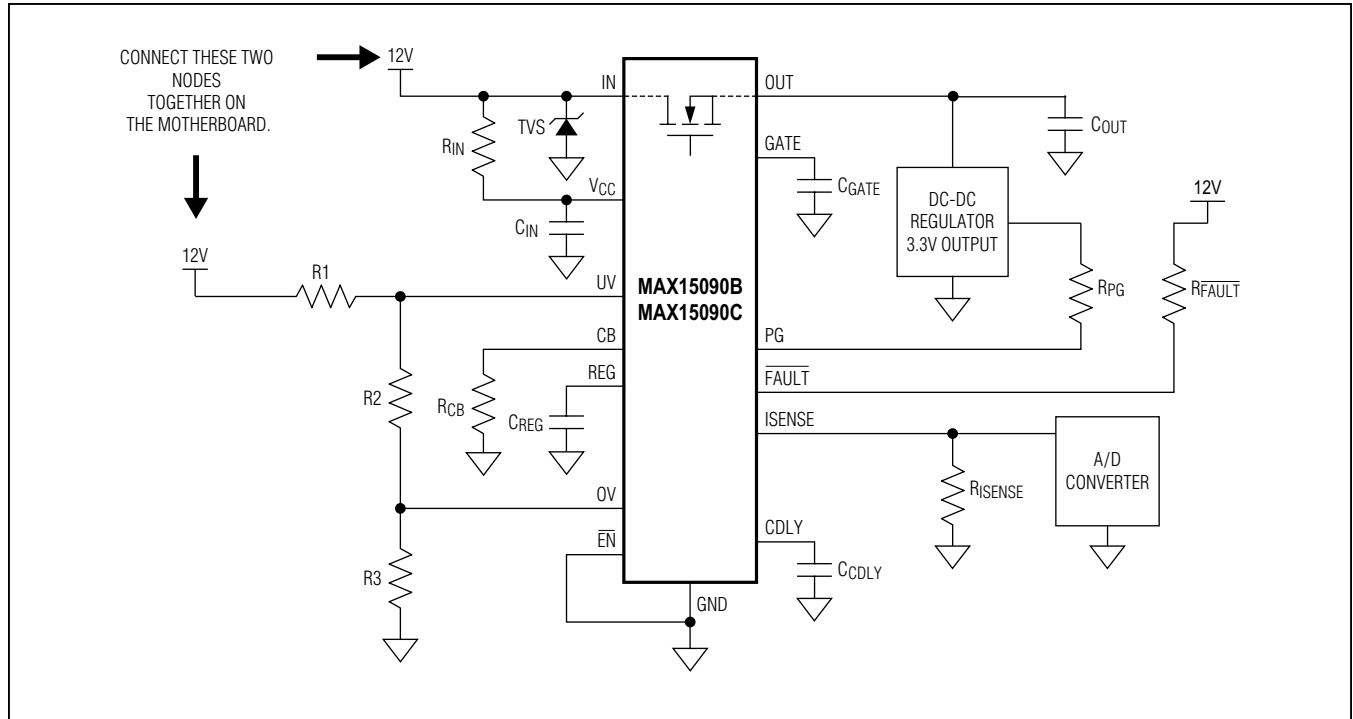 CONNECT THESE TWO
NODES
TOGETHER ON
THE MOTHERBOARD.
12V
IN
OUT
TVS
RIN
COUT
GATE
CGATE
VCC
DC-DC
REGULATOR
3.3V OUTPUT
12V
CIN
12V
R1
UV
MAX15090B
MAX15090C
RPG
RFAULT
CB
PG
REG
FAULT
R2
RCB
CREG
ISENSE
A/D
CONVERTER
RISENSE
OV
EN
CDLY
CCDLY
R3
GND